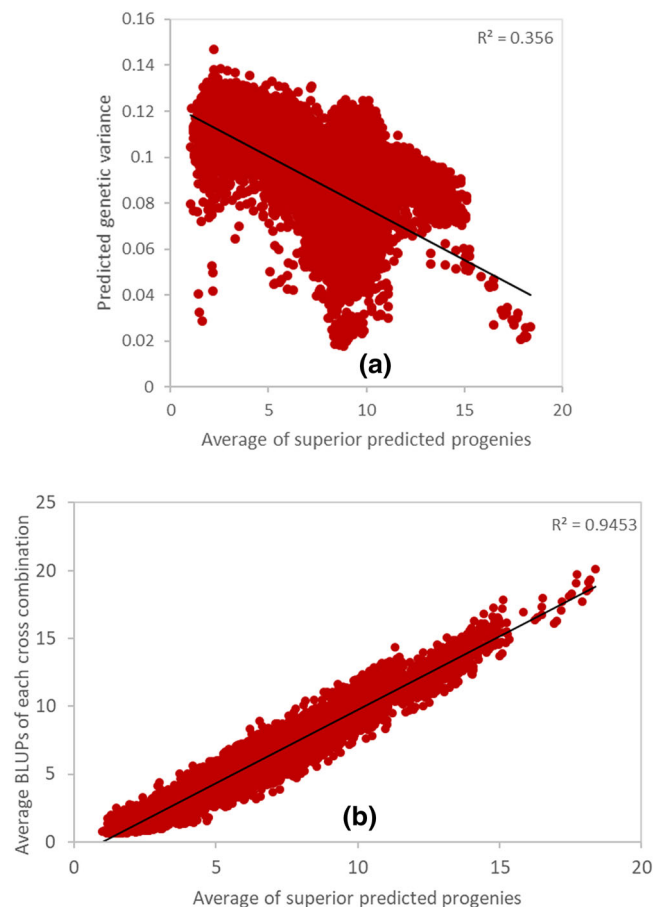 R² = 0.356
0.16
0.14
0.12
0.1
0.08
0.06
0.04
0.02
0
Predicted genetic variance
(a)
0 5 10 15 20
Average of superior predicted progenies
R² = 0.9453
25
20
15
10
5
0
Average BLUPs of each cross combination
(b)
0 5 10 15 20
Average of superior predicted progenies